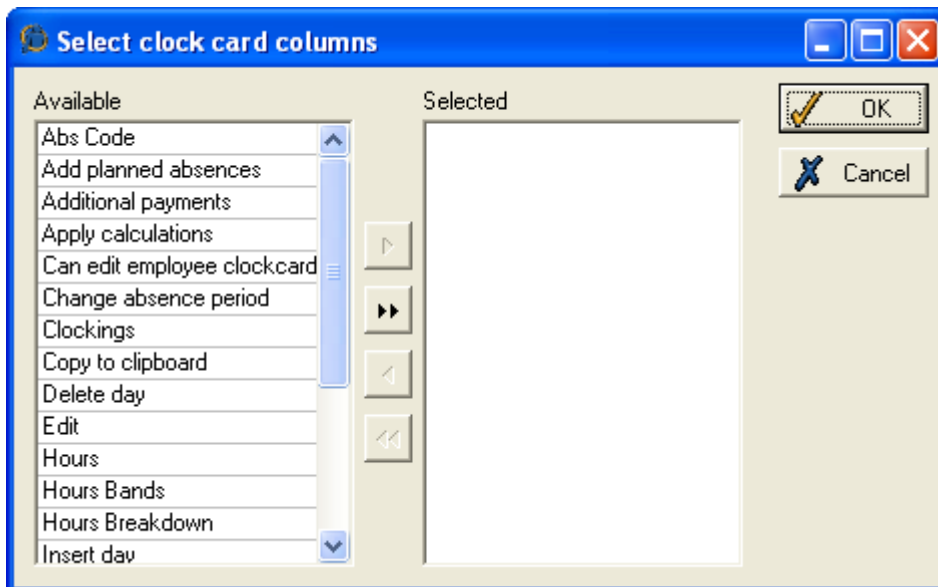 Select clock card columns
Available
Selected
Abs Code
Add planned absences
Additional payments
Apply calculations
Can edit employee clockcard
Change absence period
Clockings
Copy to clipboard
Delete day
Edit
Hours
Hours Bands
Hours Breakdown
Insert day
OK
Cancel